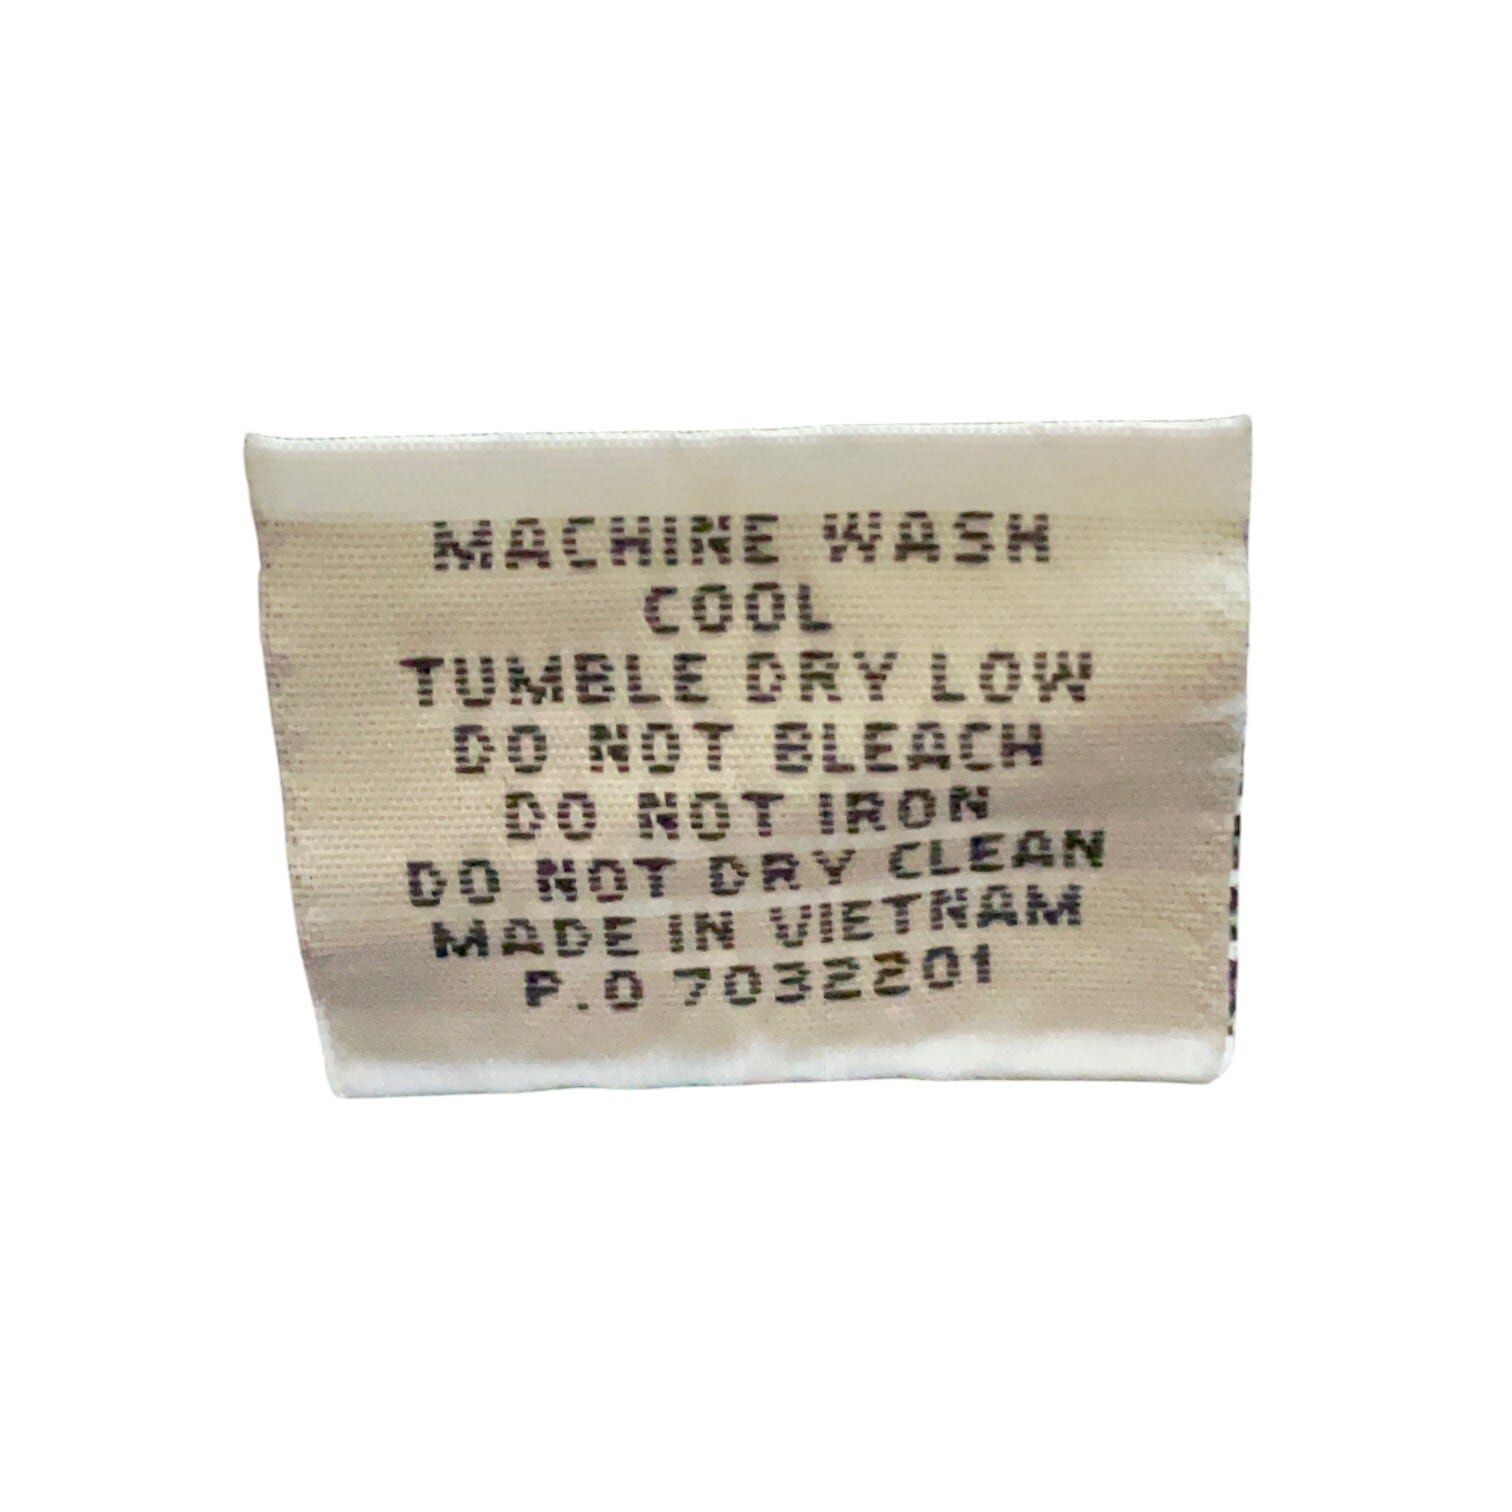 MACHINE WASH
COOL
TUMBLE DRY LOW
DO NOT BLEACH
DO NOT IRON
DO NOT DRY CLEAN
MADE IN VIETNAM
P.O 7032201